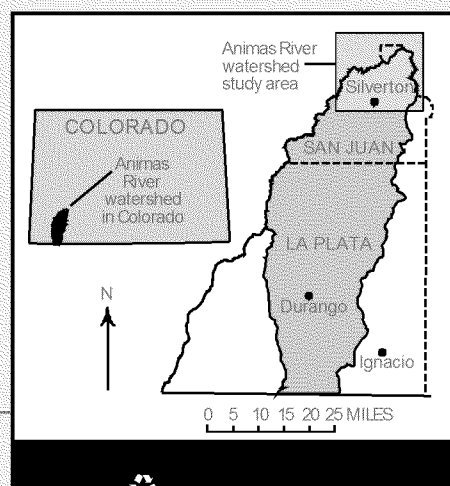 Animas River
watershed
study area
Silverton
COLORADO
SAN JUAN
Animas
River
watershed
in Colorado
LA PLATA
N
Durango
Ignacio
0 5 10 15 20 25 MILES